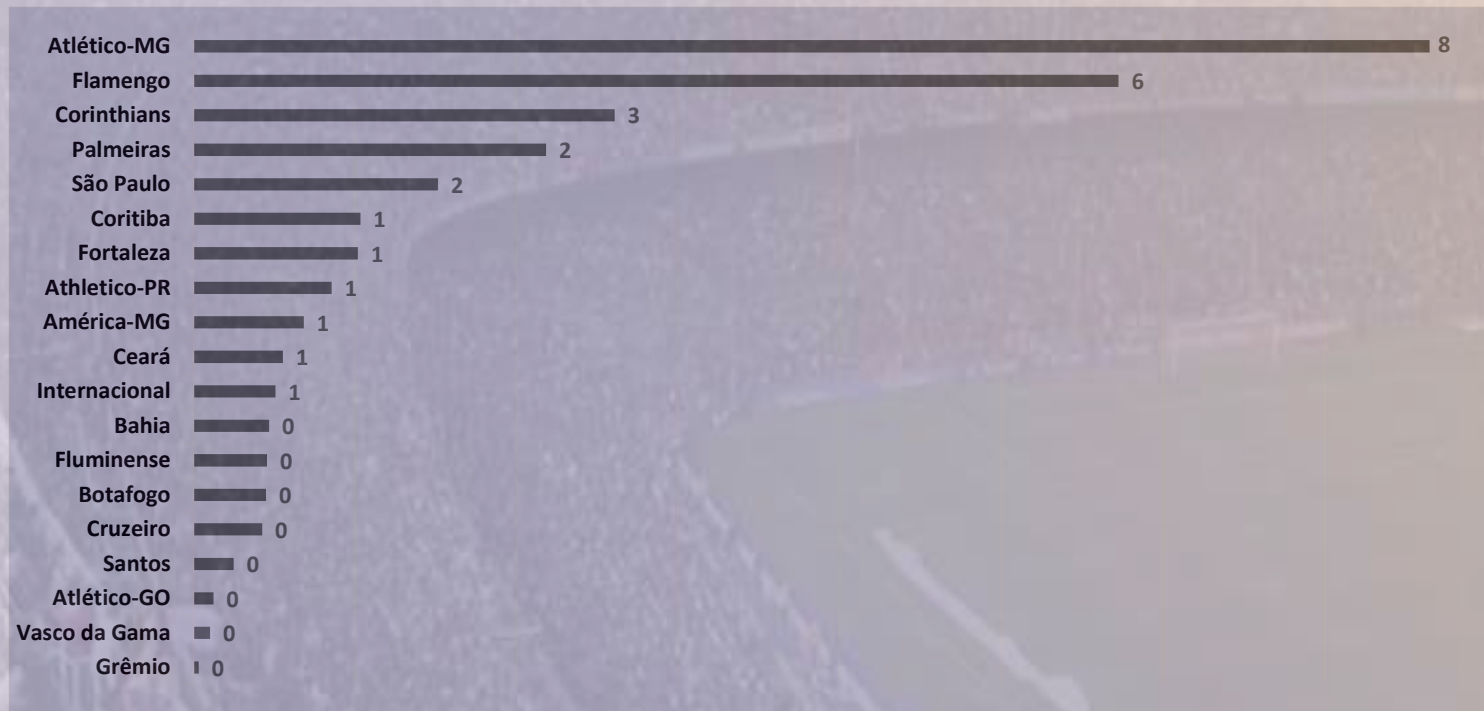 Atlético-MG 8
Flamengo 6
Corinthians 3
Palmeiras 2
São Paulo 2
Coritiba 1
Fortaleza 1
Athletico-PR 1
América-MG 1
Ceará 1
Internacional 1
Bahia 0
Fluminense 0
Botafogo 0
Cruzeiro 0
Santos 0
Atlético-GO 0
Vasco da Gama 0
Grêmio 0